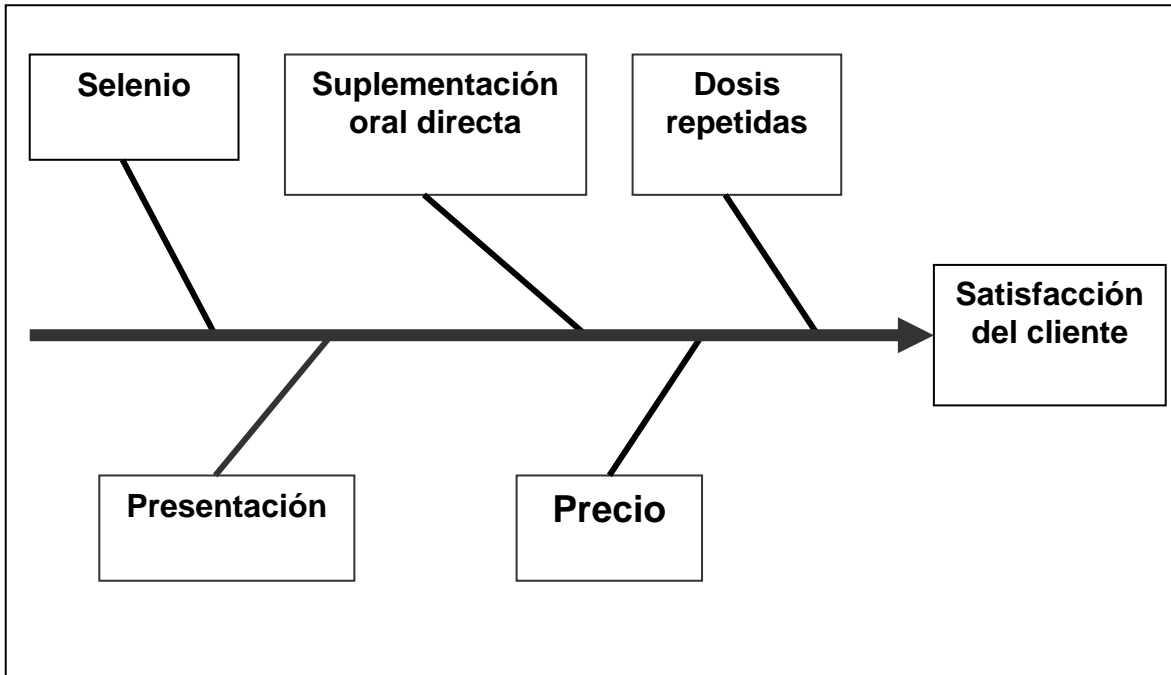 Selenio
Suplementación
oral directa
Dosis
repetidas
Satisfacción
del cliente
Presentación
Precio